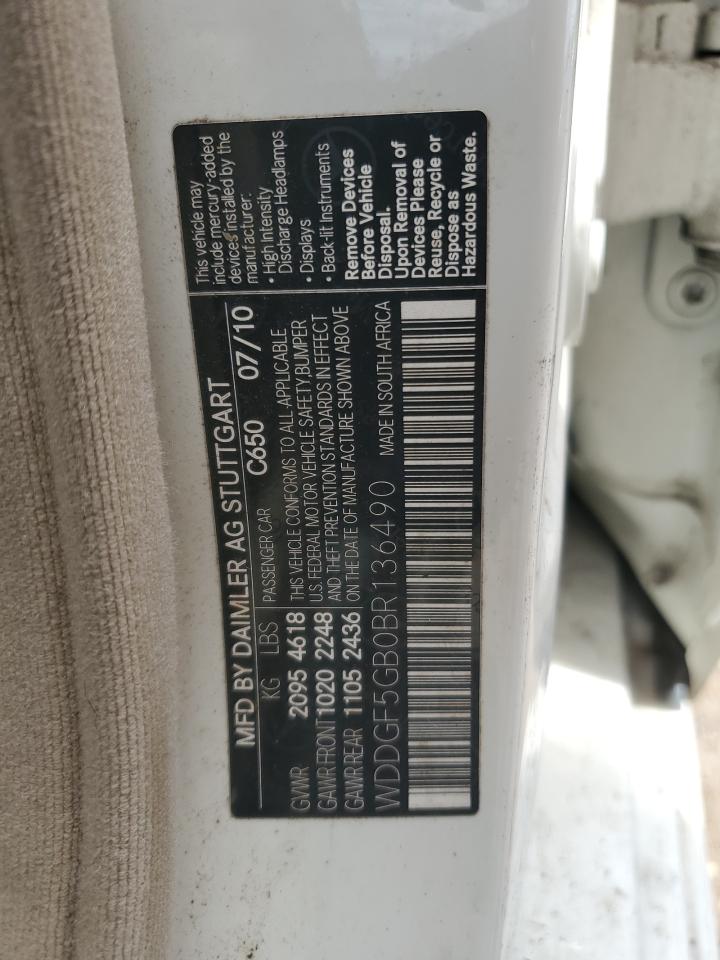 MFD BY DAIMLER AG STUTTGART
C650 07/10
KG LBS PASSENGER CAR
GVWR 2095 4618
GAWR FRONT 1020 2248
GAWR REAR 1105 2436
THIS VEHICLE CONFORMS TO ALL APPLICABLE
U.S. FEDERAL MOTOR VEHICLE SAFETY,BUMPER
AND THEFT PREVENTION STANDARDS IN EFFECT
ON THE DATE OF MANUFACTURE SHOWN ABOVE
WDDGF5GB0BR136490 MADE IN SOUTH AFRICA
This vehicle may
include mercury-added
devices installed by the
manufacturer:
• High Intensity
Discharge Headlamps
• Displays
• Back-lit Instruments
Remove Devices
Before Vehicle
Disposal.
Upon Removal of
Devices Please
Reuse, Recycle or
Dispose as
Hazardous Waste.